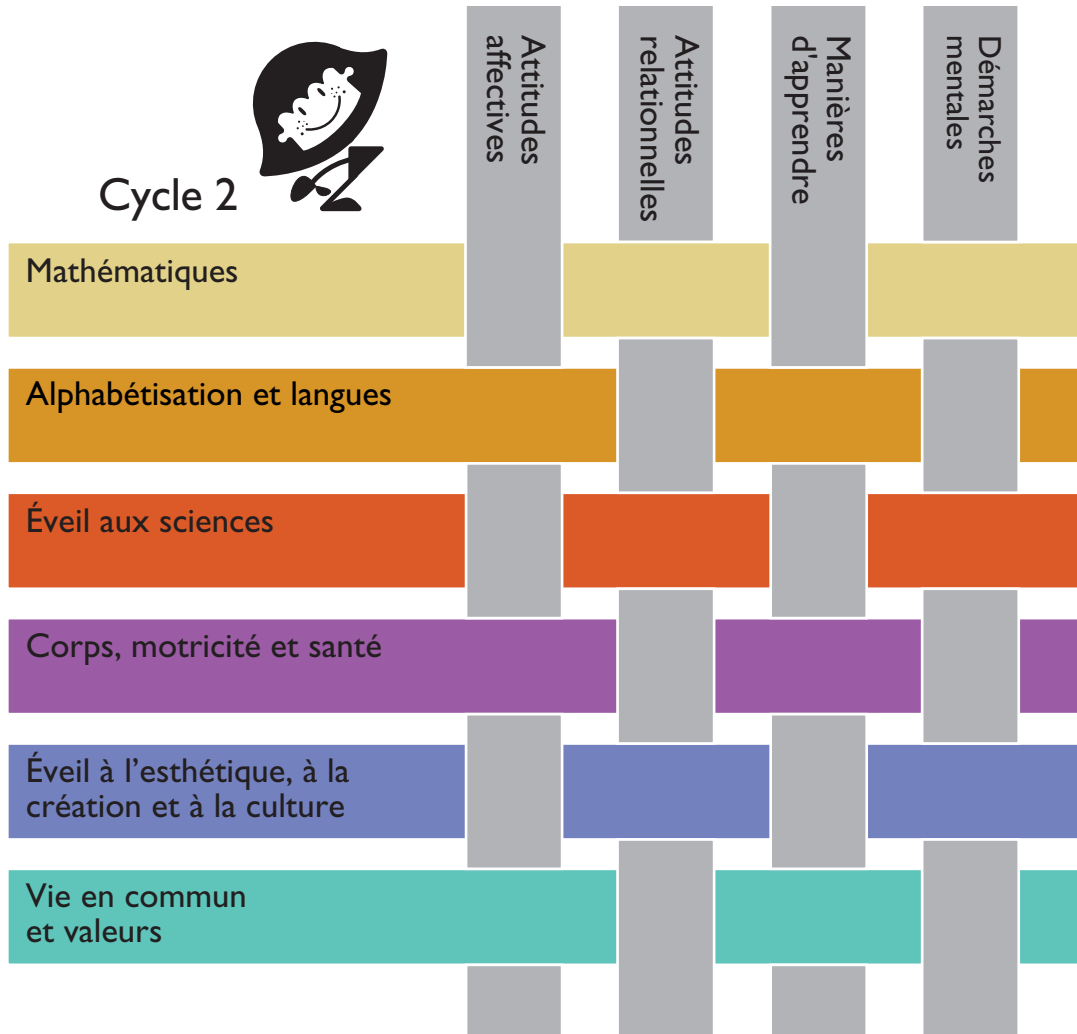 Attitudes
affectives
Attitudes
relationnelles
Manières
d'apprendre
Démarches
mentales
Cycle 2
Mathématiques
Alphabétisation et langues
Éveil aux sciences
Corps, motricité et santé
Éveil à l’esthétique, à la
création et à la culture
Vie en commun
et valeurs